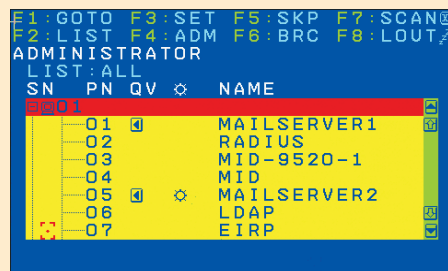 F1:GOTO F3:SET F5:SKP F7:SCAN
F2:LIST F4:ADM F6:BRC F8:LOUT
ADMINISTRATOR
LIST:ALL
SN PN QV NAME
01
01 MAILSERVER1
02 RADIUS
03 MID-9520-1
04 MID
05 MAILSERVER2
06 LDAP
07 EIRP